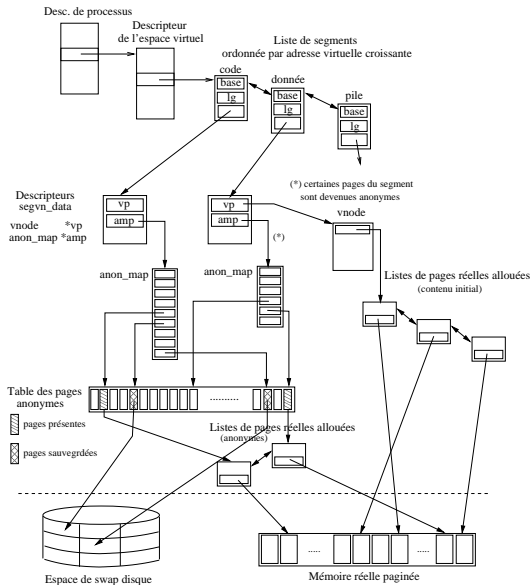 Desc. de processus
Descripteur
de l'espace virtuel
Liste de segments
ordonnée par adresse virtuelle croissante
code
donnée
pile
base
lg
base
lg
base
lg
(*) certaines pages du segment
sont devenues anonymes
Descripteurs
segvn_data
vnode *vp
anon_map *amp
vp
amp
vp
amp
(*)
vnode
anon_map
anon_map
Listes de pages réelles allouées
(contenu initial)
Table des pages
anonymes
pages présentes
pages sauvegrdées
..........
Listes de pages réelles allouées
(anonymes)
.....
.....
Espace de swap disque
Mémoire réelle paginée